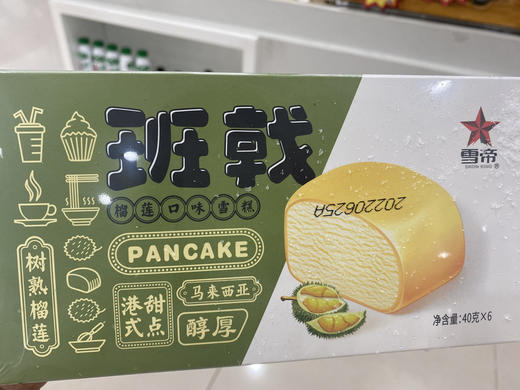 班戟
榴莲口味雪糕
PANCAKE
树熟榴莲
港式甜点
马来西亚
醇厚
雪帝
SNOW KING®
20220625A
净含量:40克×6